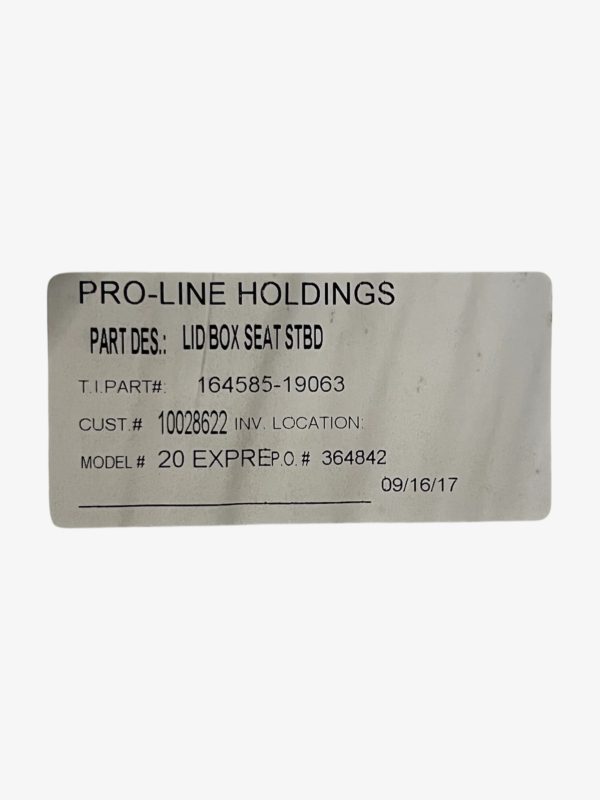 PRO-LINE HOLDINGS
PART DES.: LID BOX SEAT STBD
T.I.PART#: 164585-19063
CUST.# 10028622 INV. LOCATION:
MODEL # 20 EXPRE P.O. # 364842
09/16/17